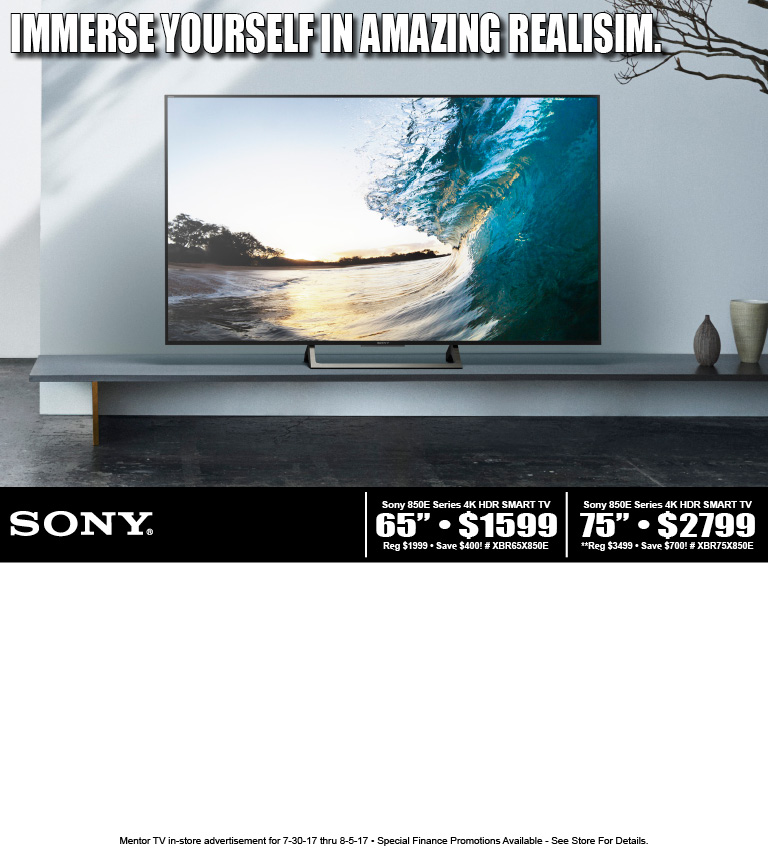 IMMERSE YOURSELF IN AMAZING REALISIM.
SONY®
Sony 850E Series 4K HDR SMART TV
65” • $1599
Reg $1999 • Save $400! # XBR65X850E
Sony 850E Series 4K HDR SMART TV
75” • $2799
**Reg $3499 • Save $700! # XBR75X850E
Mentor TV in-store advertisement for 7-30-17 thru 8-5-17 • Special Finance Promotions Available - See Store For Details.